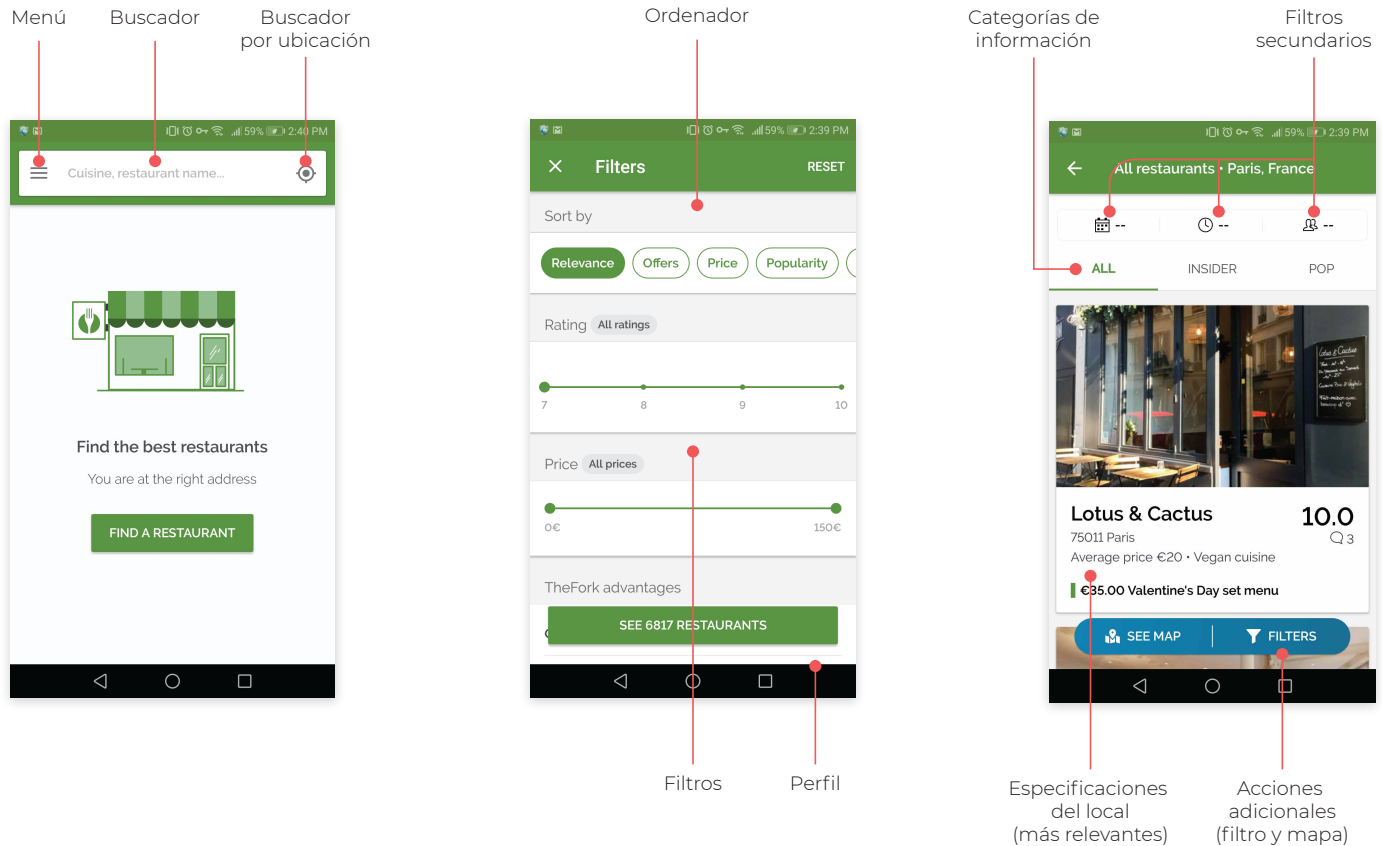 Menú
Buscador
Buscador
por ubicación
Ordenador
Categorías de
información
Filtros
secundarios
59% 2:40 PM
Cuisine, restaurant name...
Find the best restaurants
You are at the right address
FIND A RESTAURANT
59% 2:39 PM
Filters
RESET
Sort by
Relevance
Offers
Price
Popularity
Rating
All ratings
7
8
9
10
Price
All prices
0€
150€
TheFork advantages
SEE 6817 RESTAURANTS
Filtros
Perfil
59% 2:39 PM
All restaurants • Paris, France
--
--
--
ALL
INSIDER
POP
Lotus & Cactus
Lotus & Cactus
10.0
75011 Paris
3
Average price €20 • Vegan cuisine
€35.00 Valentine's Day set menu
SEE MAP
FILTERS
Especificaciones
del local
(más relevantes)
Acciones
adicionales
(filtro y mapa)